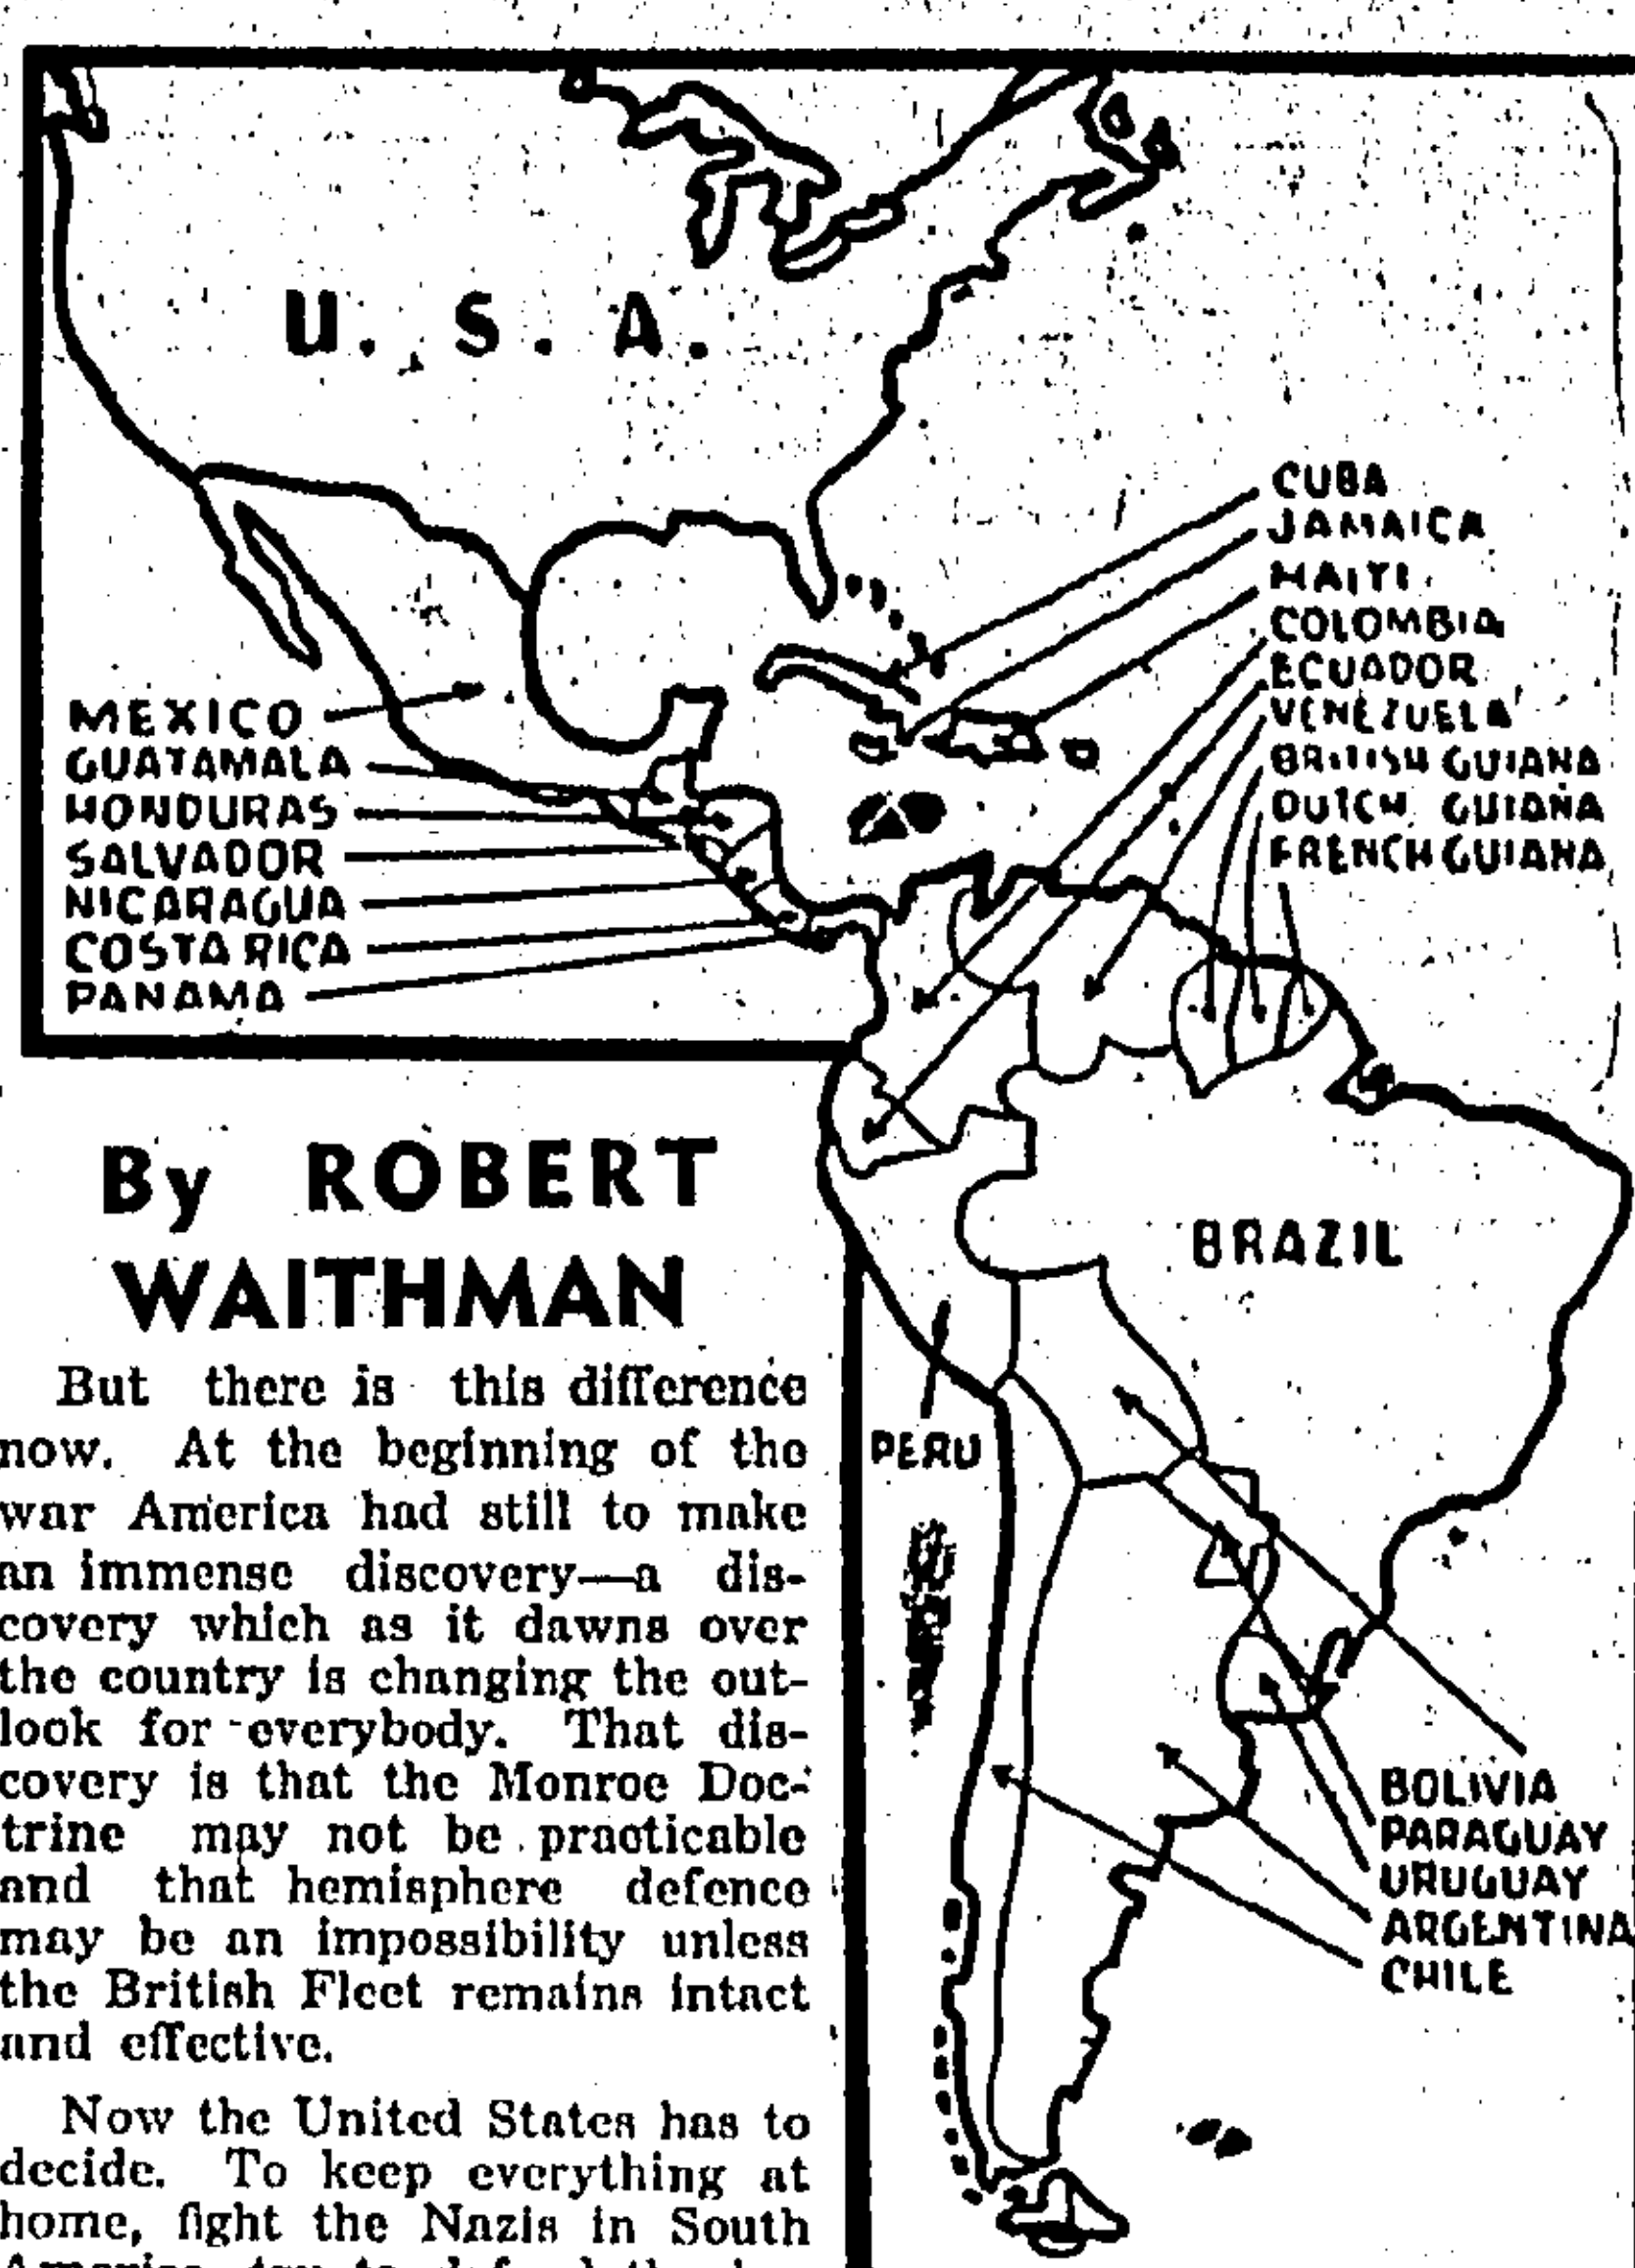 U. S. A.
CUBA
JAMAICA
HAITI
COLOMBIA
ECUADOR
VENEZUELA
BRITISH GUIANA
DUTCH GUIANA
FRENCH GUIANA
MEXICO
GUATAMALA
HONDURAS
SALVADOR
NICARAGUA
COSTA RICA
PANAMA
BRAZIL
PERU
BOLIVIA
PARAGUAY
URUGUAY
ARGENTINA
CHILE
By ROBERT
WAITHMAN
But there is this difference
now. At the beginning of the
war America had still to make
an immense discovery—a dis-
covery which as it dawns over
the country is changing the out-
look for everybody. That dis-
covery is that the Monroe Doc-
trine may not be practicable
and that hemisphere defence
may be an impossibility unless
the British Fleet remains intact
and effective.
Now the United States has to
decide. To keep everything at
home, fight the Nazis in South